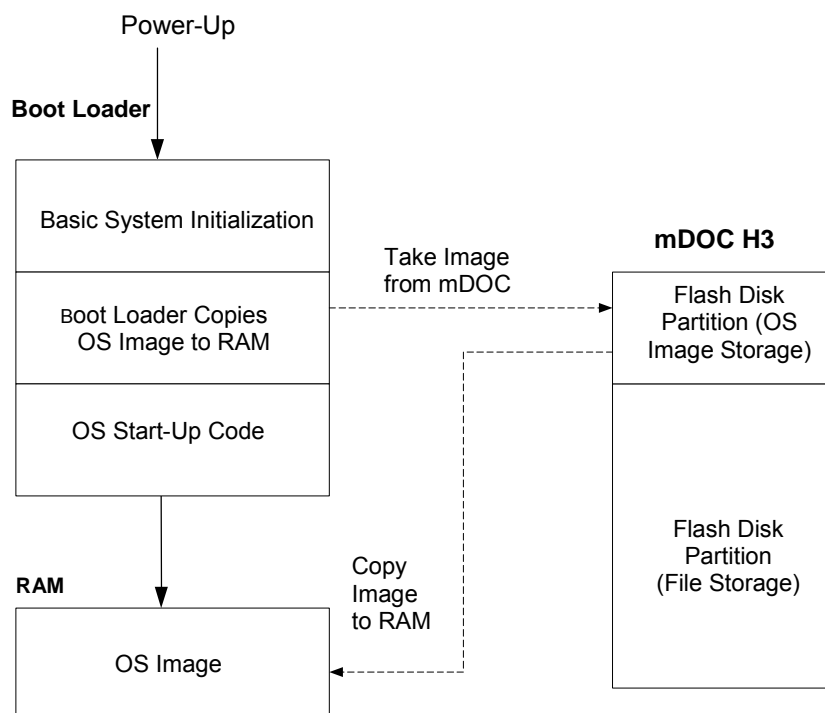 Power-Up
Boot Loader
Basic System Initialization
Boot Loader Copies
OS Image to RAM
OS Start-Up Code
Take Image
from mDOC
mDOC H3
Flash Disk
Partition (OS
Image Storage)
Flash Disk
Partition
(File Storage)
Copy
Image
to RAM
RAM
OS Image